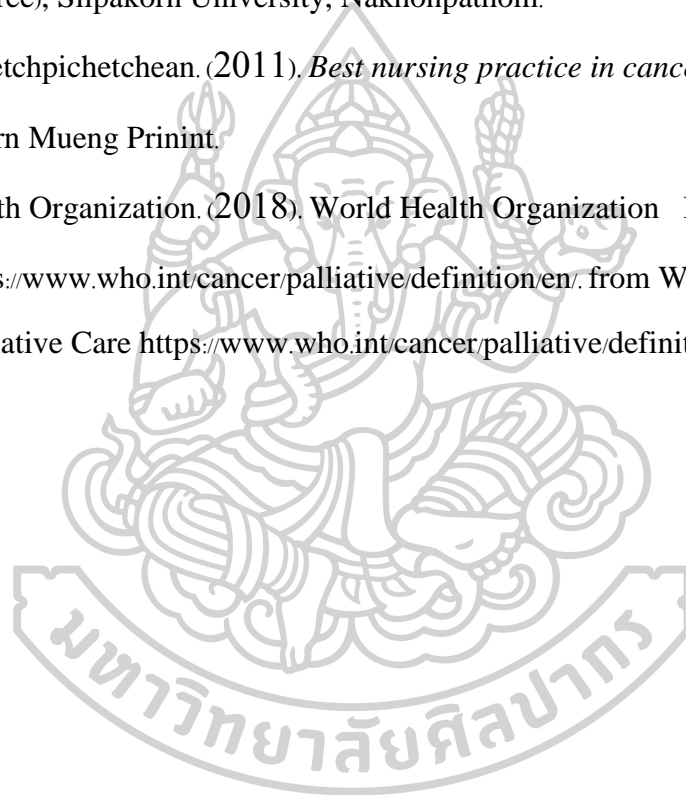 ree), Silpakorn University, Nakhonpathom.
etchpichetchean. (2011). Best nursing practice in cance
rn Mueng Prinint.
th Organization. (2018). World Health Organization
s://www.who.int/cancer/palliative/definition/en/. from W
ative Care https://www.who.int/cancer/palliative/definit
มหาวิทยาลัยศิลปากร